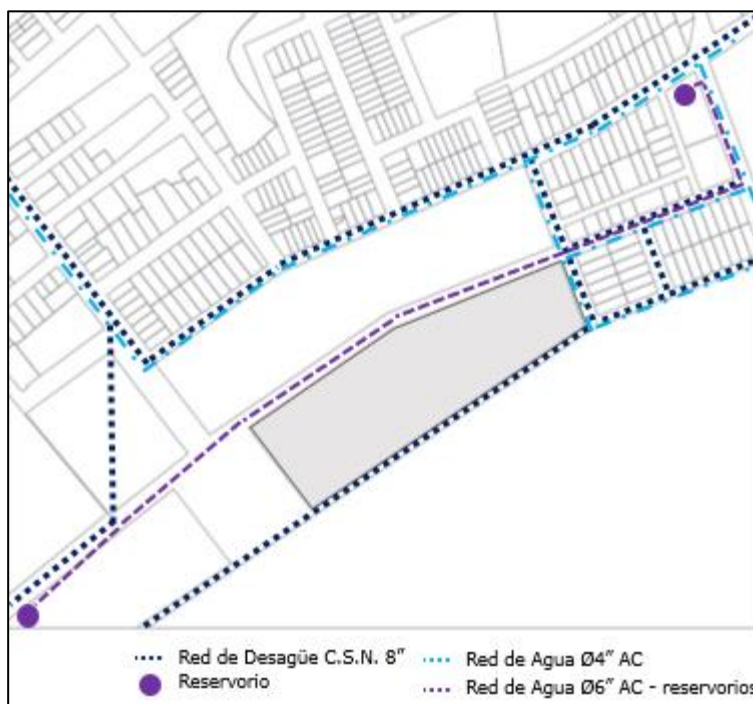 Red de Desagüe C.S.N. 8" Red de Agua Ø4" AC
Reservorio Red de Agua Ø6" AC - reservorios